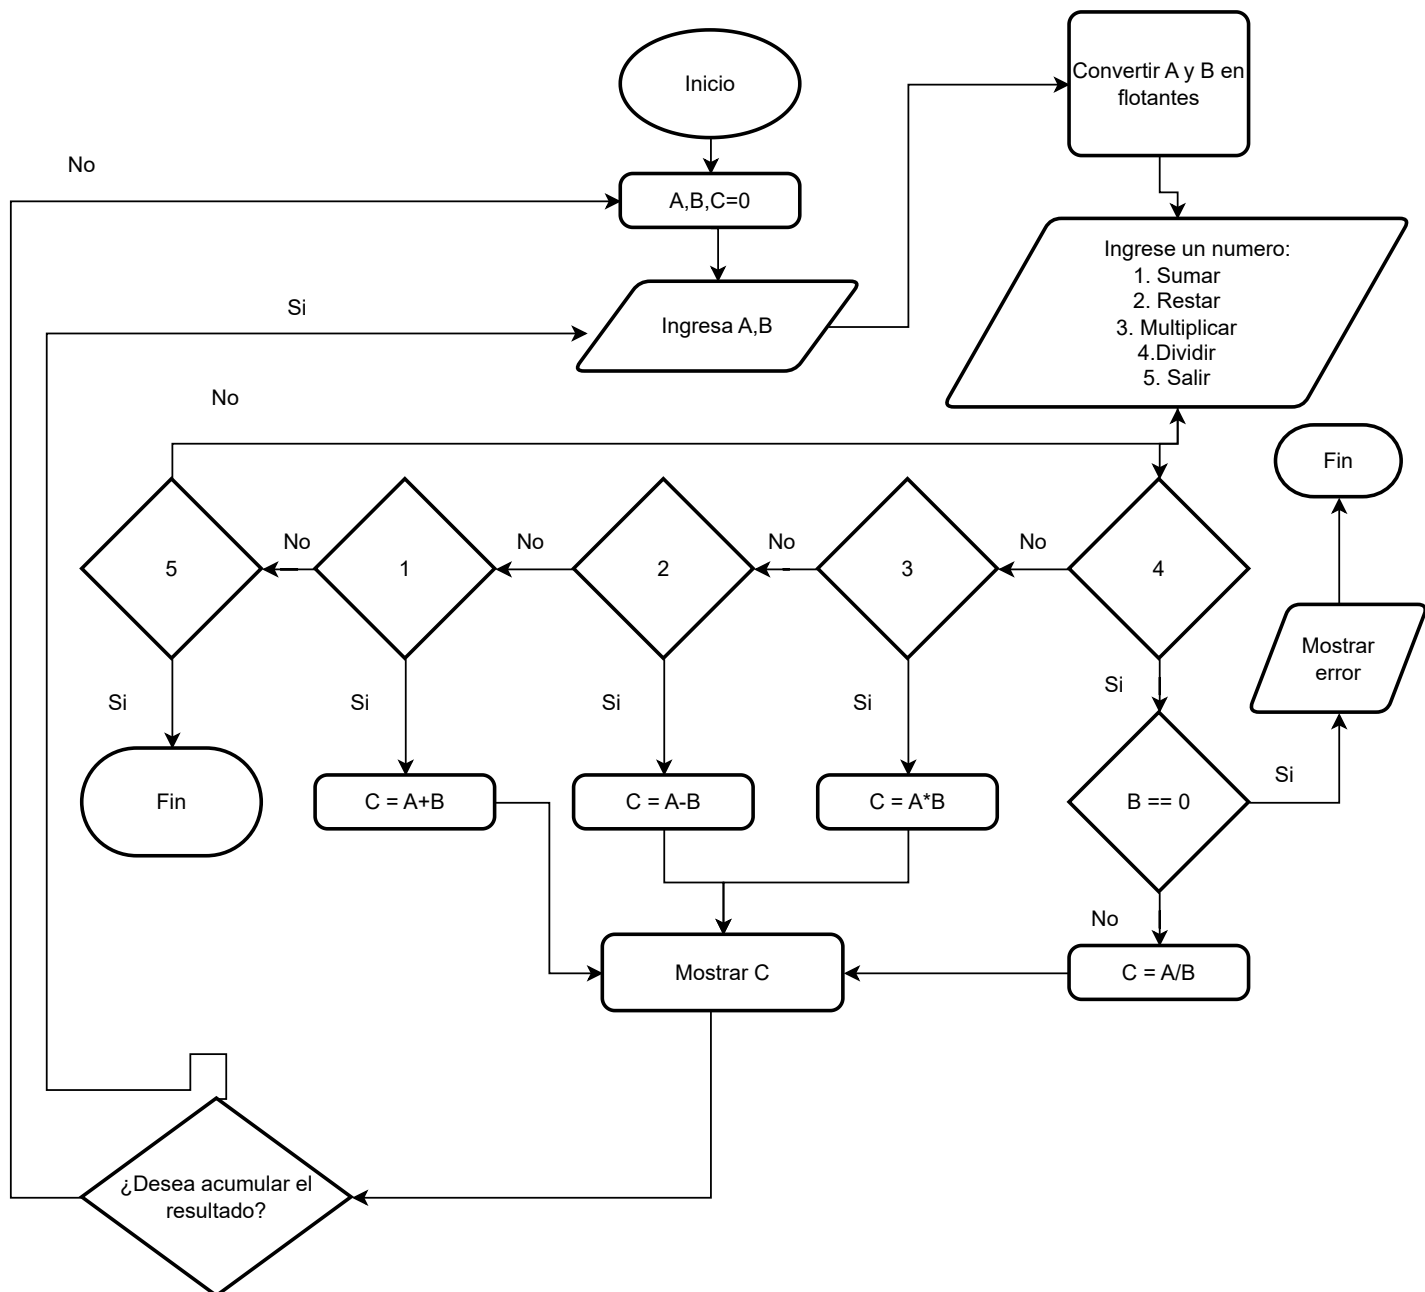 Inicio
Convertir A y B en
flotantes
No
A,B,C=0
Ingrese un numero:
1. Sumar
2. Restar
3. Multiplicar
4.Dividir
5. Salir
Si
Ingresa A,B
No
Fin
5
No
1
No
2
No
3
No
4
Mostrar
error
Si
Si
Si
Si
Si
Fin
C = A+B
C = A-B
C = A*B
B == 0
Si
No
Mostrar C
C = A/B
¿Desea acumular el
resultado?